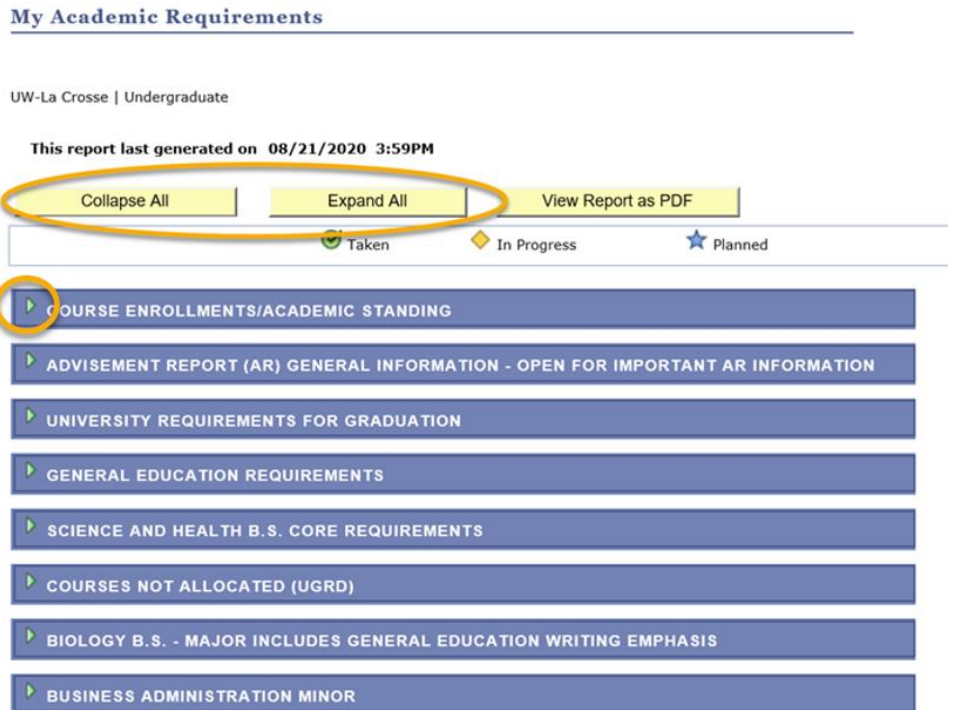 My Academic Requirements
UW-La Crosse | Undergraduate
This report last generated on 08/21/2020 3:59PM
Collapse All Expand All View Report as PDF
Taken In Progress Planned
COURSE ENROLLMENTS/ACADEMIC STANDING
ADVISEMENT REPORT (AR) GENERAL INFORMATION - OPEN FOR IMPORTANT AR INFORMATION
UNIVERSITY REQUIREMENTS FOR GRADUATION
GENERAL EDUCATION REQUIREMENTS
SCIENCE AND HEALTH B.S. CORE REQUIREMENTS
COURSES NOT ALLOCATED (UGRD)
BIOLOGY B.S. - MAJOR INCLUDES GENERAL EDUCATION WRITING EMPHASIS
BUSINESS ADMINISTRATION MINOR